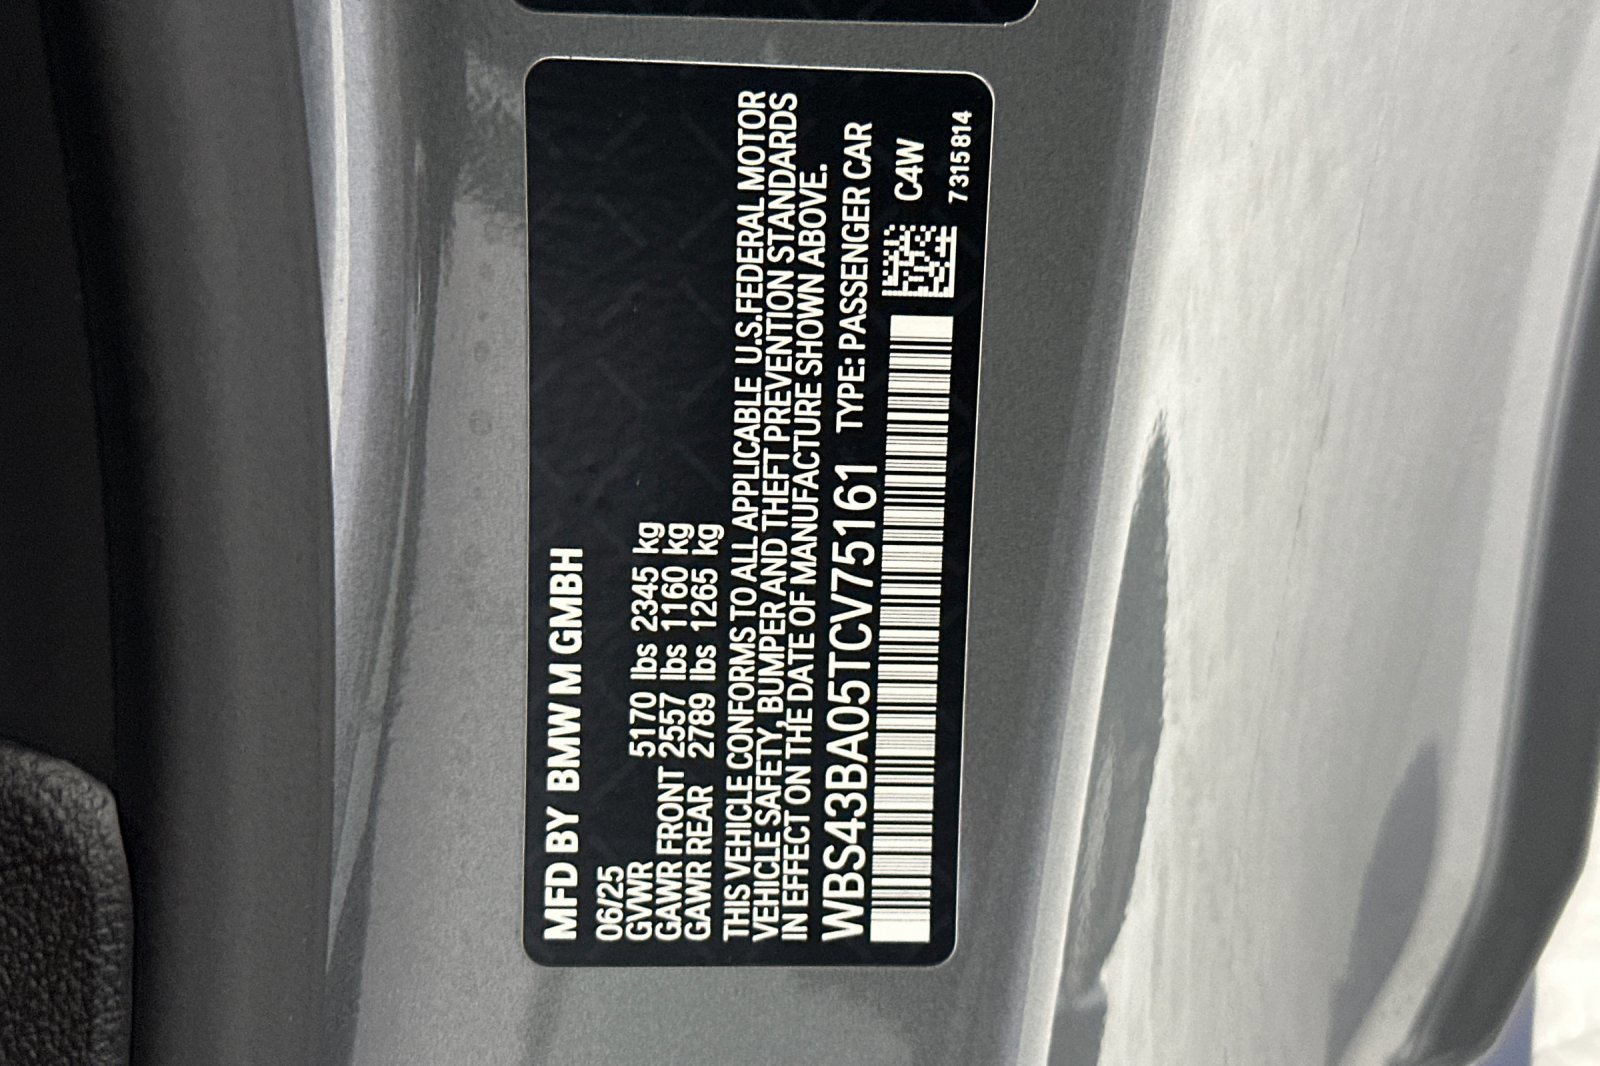 MFD BY BMW M GMBH
06/25
GVWR 5170 lbs 2345 kg
GAWR FRONT 2557 lbs 1160 kg
GAWR REAR 2789 lbs 1265 kg
THIS VEHICLE CONFORMS TO ALL APPLICABLE U.S.FEDERAL MOTOR
VEHICLE SAFETY, BUMPER AND THEFT PREVENTION STANDARDS
IN EFFECT ON THE DATE OF MANUFACTURE SHOWN ABOVE.
WBS43BA05TCV75161 TYPE: PASSENGER CAR
C4W
7315814